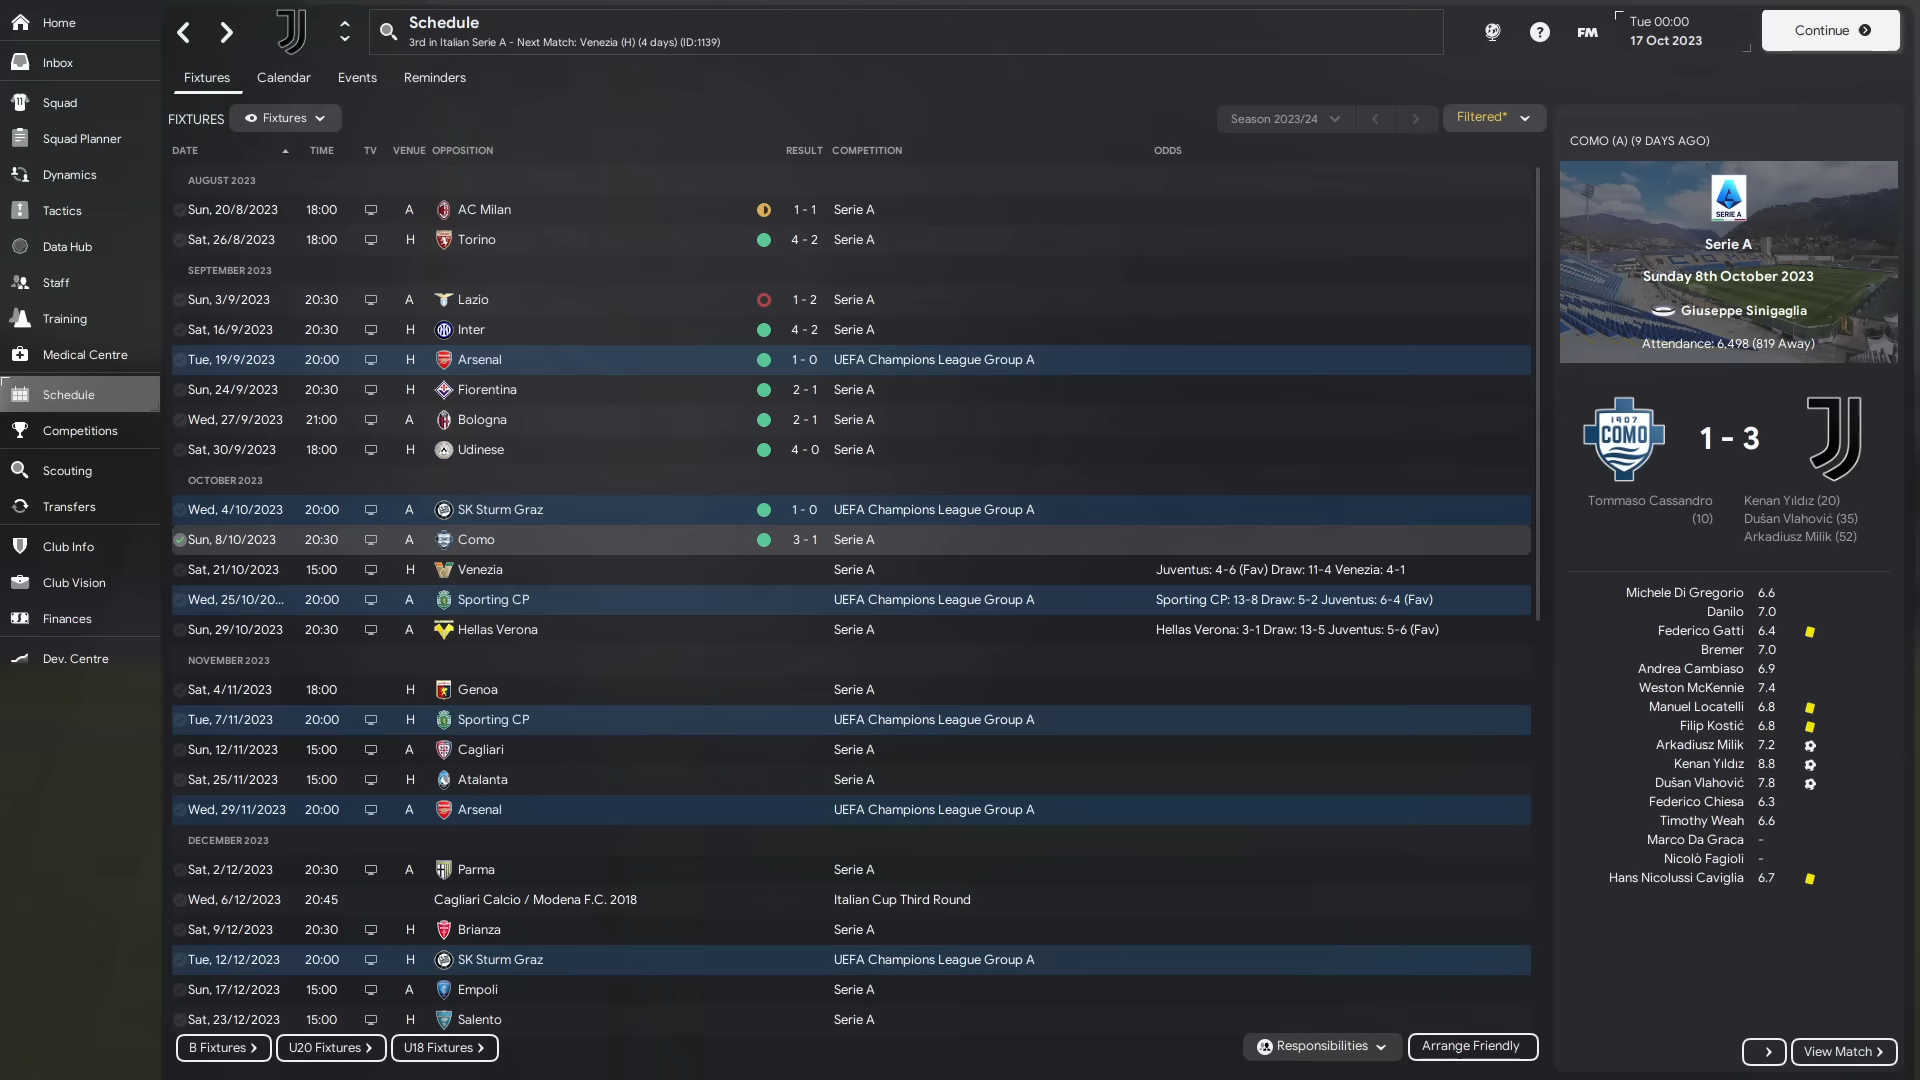 Home
Inbox
Squad
Squad Planner
Dynamics
Tactics
Data Hub
Staff
Training
Medical Centre
Schedule
Competitions
Scouting
Transfers
Club Info
Club Vision
Finances
Dev. Centre
Schedule
3rd in Italian Serie A - Next Match: Venezia (H) (4 days) (ID:1139)
FM
Tue 00:00
17 Oct 2023
Continue
Fixtures Calendar Events Reminders
FIXTURES Fixtures Season 2023/24 Filtered*
DATE TIME TV VENUE OPPOSITION RESULT COMPETITION ODDS
AUGUST 2023
Sun, 20/8/2023 18:00 A AC Milan 1 - 1 Serie A
Sat, 26/8/2023 18:00 H Torino 4 - 2 Serie A
SEPTEMBER 2023
Sun, 3/9/2023 20:30 A Lazio 1 - 2 Serie A
Sat, 16/9/2023 20:30 H Inter 4 - 2 Serie A
Tue, 19/9/2023 20:00 H Arsenal 1 - 0 UEFA Champions League Group A
Sun, 24/9/2023 20:30 H Fiorentina 2 - 1 Serie A
Wed, 27/9/2023 21:00 A Bologna 2 - 1 Serie A
Sat, 30/9/2023 18:00 H Udinese 4 - 0 Serie A
OCTOBER 2023
Wed, 4/10/2023 20:00 A SK Sturm Graz 1 - 0 UEFA Champions League Group A
Sun, 8/10/2023 20:30 A Como 3 - 1 Serie A
Sat, 21/10/2023 15:00 H Venezia Serie A Juventus: 4-6 (Fav) Draw: 11-4 Venezia: 4-1
Wed, 25/10/20... 20:00 A Sporting CP UEFA Champions League Group A Sporting CP: 13-8 Draw: 5-2 Juventus: 6-4 (Fav)
Sun, 29/10/2023 20:30 A Hellas Verona Serie A Hellas Verona: 3-1 Draw: 13-5 Juventus: 5-6 (Fav)
NOVEMBER 2023
Sat, 4/11/2023 18:00 H Genoa Serie A
Tue, 7/11/2023 20:00 H Sporting CP UEFA Champions League Group A
Sun, 12/11/2023 15:00 A Cagliari Serie A
Sat, 25/11/2023 15:00 H Atalanta Serie A
Wed, 29/11/2023 20:00 A Arsenal UEFA Champions League Group A
DECEMBER 2023
Sat, 2/12/2023 20:30 A Parma Serie A
Wed, 6/12/2023 20:45 Cagliari Calcio / Modena F.C. 2018 Italian Cup Third Round
Sat, 9/12/2023 20:30 H Brianza Serie A
Tue, 12/12/2023 20:00 H SK Sturm Graz UEFA Champions League Group A
Sun, 17/12/2023 15:00 A Empoli Serie A
Sat, 23/12/2023 15:00 H Salento Serie A
B Fixtures U20 Fixtures U18 Fixtures Responsibilities Arrange Friendly
COMO (A) (9 DAYS AGO)
SERIE A
Serie A
Sunday 8th October 2023
Giuseppe Sinigaglia
Attendance: 6,498 (819 Away)
1907
COMO
1 - 3
Tommaso Cassandro (10)
Kenan Yıldız (20)
Dušan Vlahović (35)
Arkadiusz Milik (52)
Michele Di Gregorio 6.6
Danilo 7.0
Federico Gatti 6.4
Bremer 7.0
Andrea Cambiaso 6.9
Weston McKennie 7.4
Manuel Locatelli 6.8
Filip Kostić 6.8
Arkadiusz Milik 7.2
Kenan Yıldız 8.8
Dušan Vlahović 7.8
Federico Chiesa 6.3
Timothy Weah 6.6
Marco Da Graca -
Nicolò Fagioli -
Hans Nicolussi Caviglia 6.7
View Match